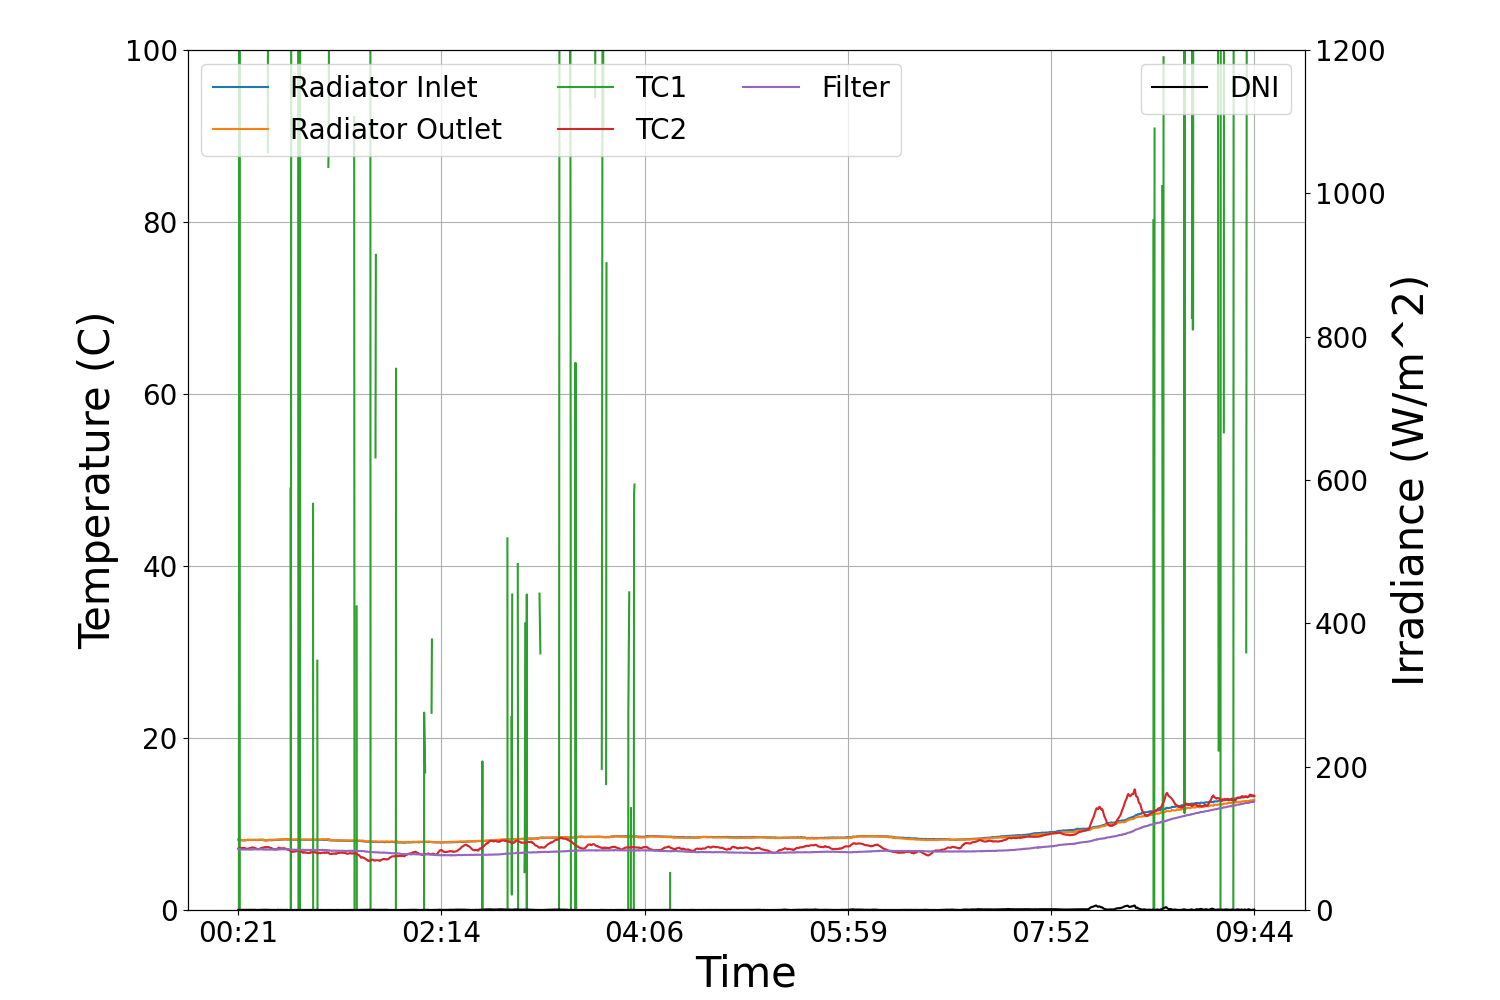 100
80
60
40
20
0
Temperature (C)
Radiator Inlet
Radiator Outlet
TC1
TC2
Filter
DNI
1200
1000
800
600
400
200
0
Irradiance (W/m^2)
00:21 02:14 04:06 05:59 07:52 09:44
Time